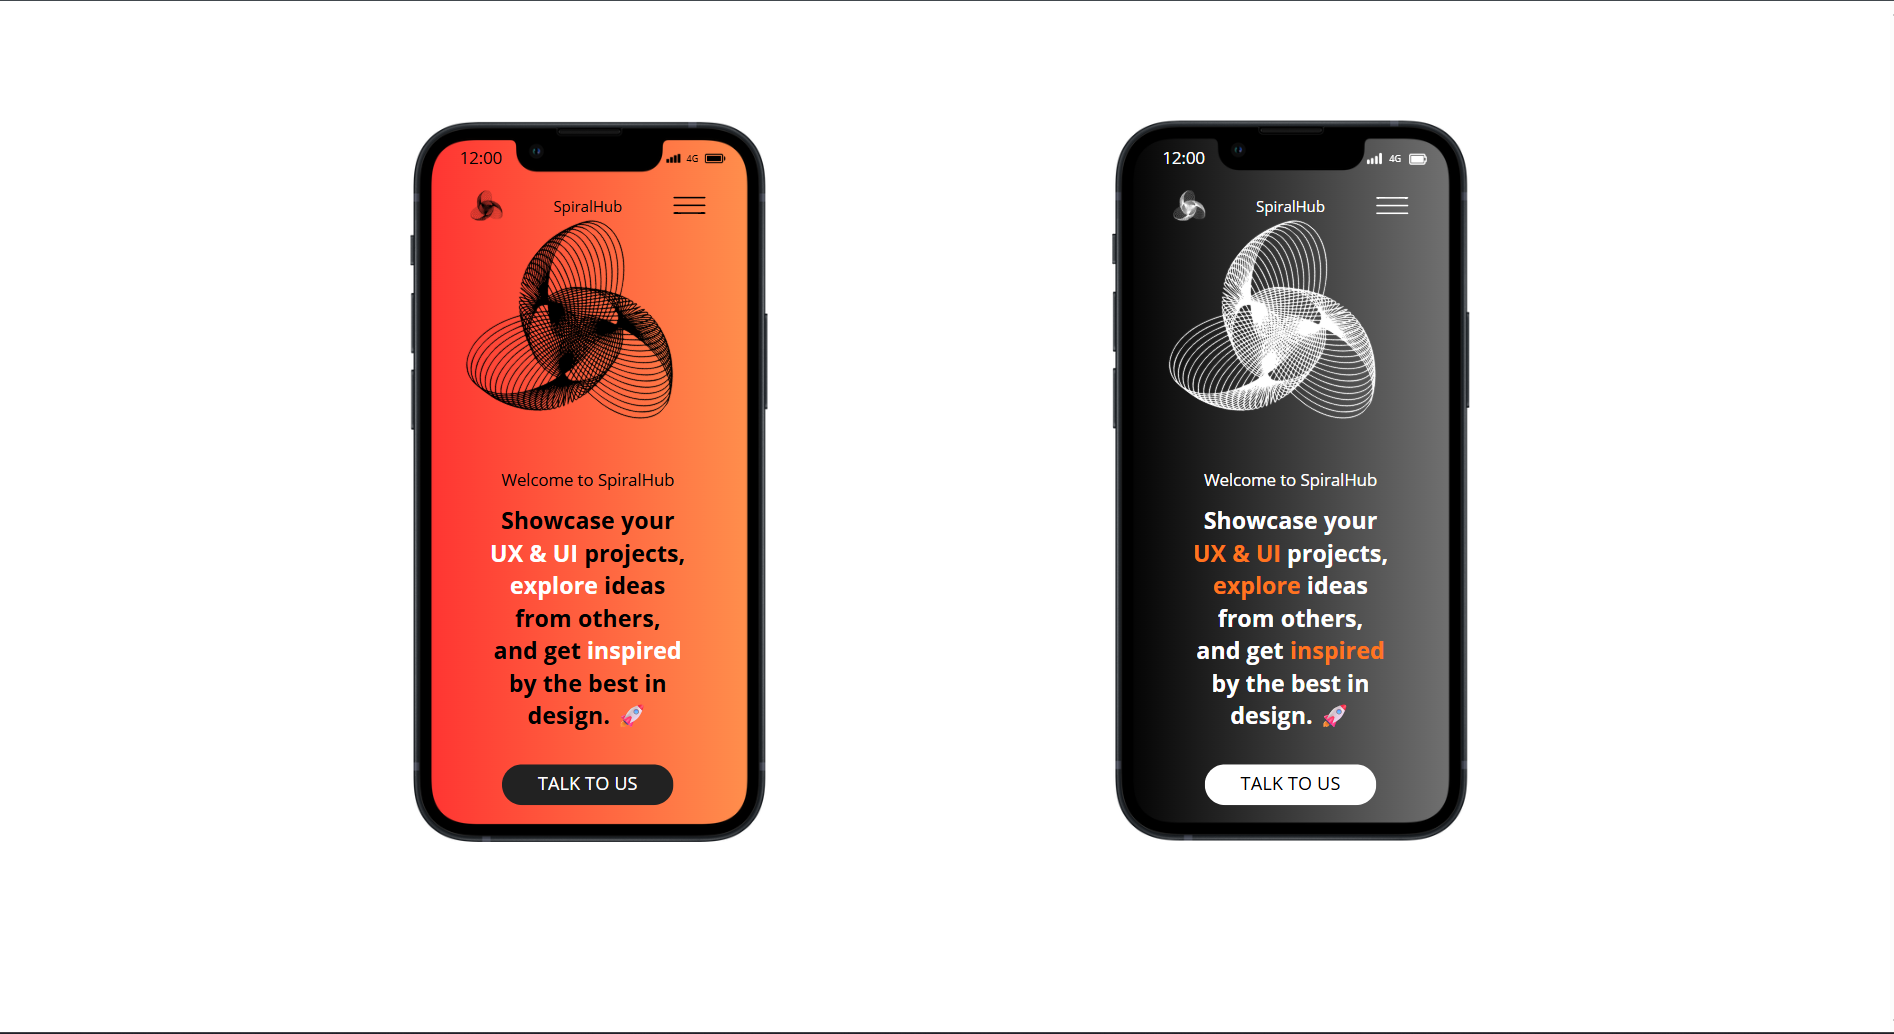 12:00 4G
SpiralHub
Welcome to SpiralHub
Showcase your
UX & UI projects,
explore ideas
from others,
and get inspired
by the best in
design. 🚀
TALK TO US
12:00 4G
SpiralHub
Welcome to SpiralHub
Showcase your
UX & UI projects,
explore ideas
from others,
and get inspired
by the best in
design. 🚀
TALK TO US